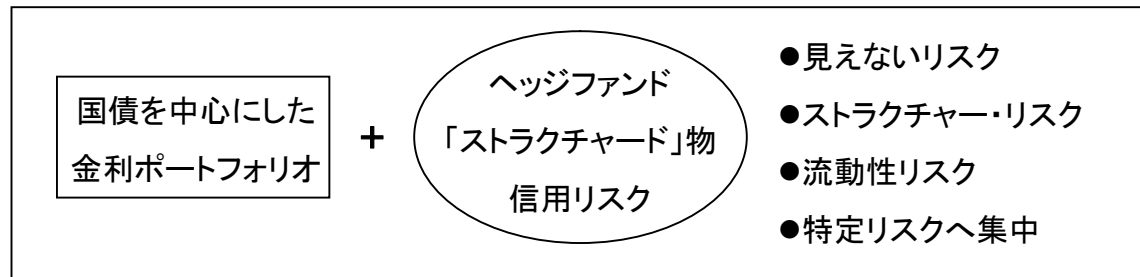 国債を中心にした
金利ポートフォリオ
+
ヘッジファンド
「ストラクチャード」物
信用リスク
●見えないリスク
●ストラクチャー・リスク
●流動性リスク
●特定リスクへ集中